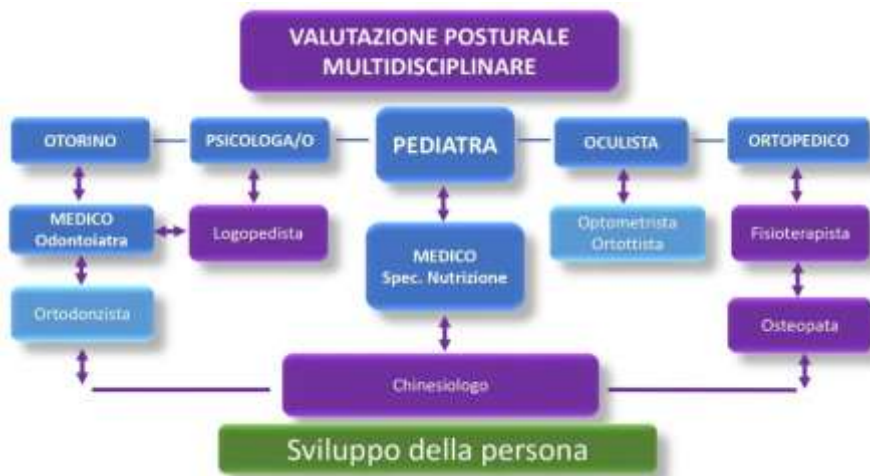 VALUTAZIONE POSTURALE
MULTIDISCIPLINARE
OTORINO
PSICOLOGA/O
PEDIATRA
OCULISTA
ORTOPEDICO
MEDICO
Odontoiatra
Logopedista
MEDICO
Spec. Nutrizione
Optometrista
Ortottista
Fisioterapista
Ortodonzista
Osteopata
Chinesiologo
Sviluppo della persona